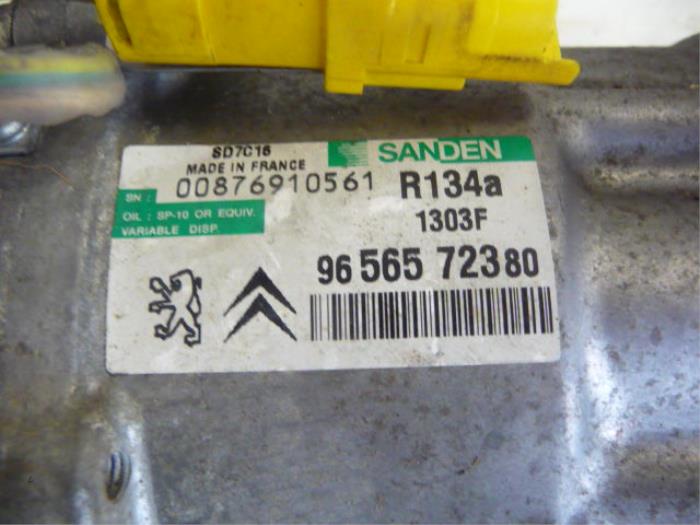 SD7C16
MADE IN FRANCE
SANDEN
SN : 00876910561
R134a
OIL : SP-10 OR EQUIV.
VARIABLE DISP.
1303F
96 565 723 80